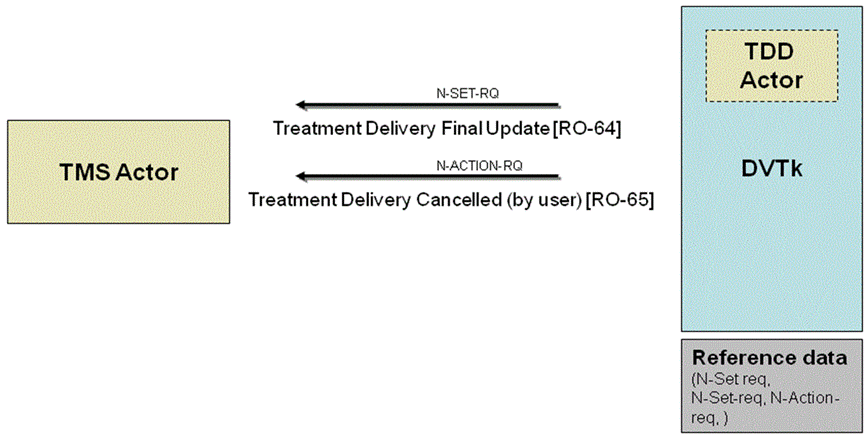 TDD
Actor
N-SET-RQ
Treatment Delivery Final Update [RO-64]
TMS Actor
N-ACTION-RQ
DVTk
Treatment Delivery Cancelled (by user) [RO-65]
Reference data
(N-Set req,
N-Set-req, N-Action-
req, )